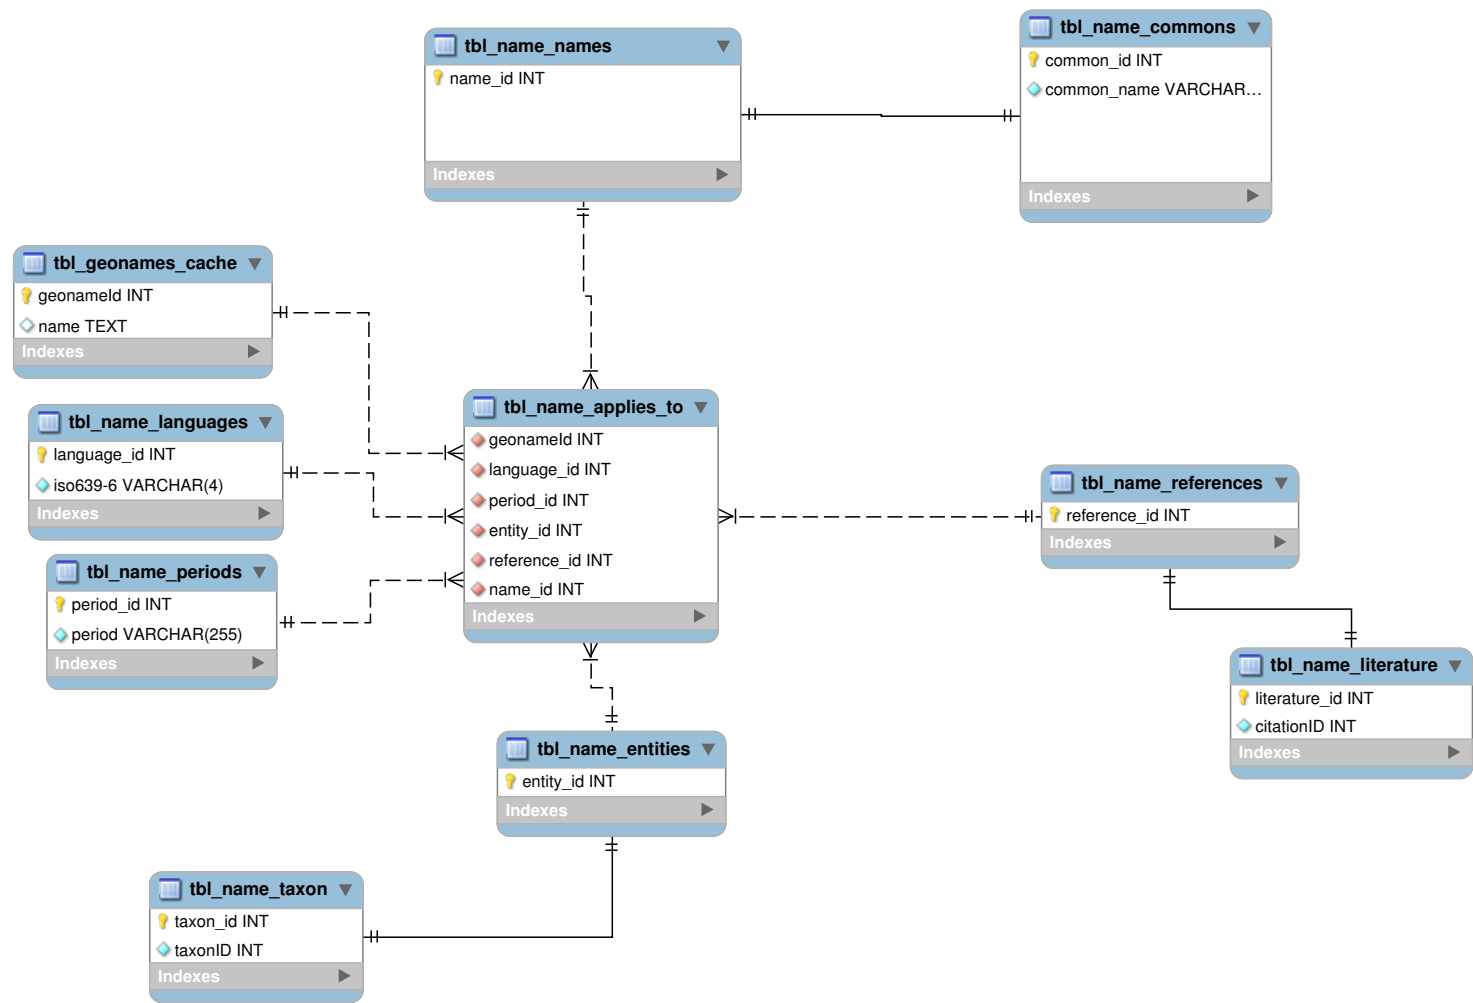 tbl_name_names
name_id INT
Indexes
tbl_name_commons
common_id INT
common_name VARCHAR...
Indexes
tbl_geonames_cache
geonameId INT
name TEXT
Indexes
tbl_name_languages
language_id INT
iso639-6 VARCHAR(4)
Indexes
tbl_name_periods
period_id INT
period VARCHAR(255)
Indexes
tbl_name_applies_to
geonameId INT
language_id INT
period_id INT
entity_id INT
reference_id INT
name_id INT
Indexes
tbl_name_references
reference_id INT
Indexes
tbl_name_literature
literature_id INT
citationID INT
Indexes
tbl_name_entities
entity_id INT
Indexes
tbl_name_taxon
taxon_id INT
taxonID INT
Indexes